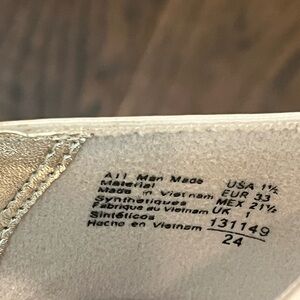 All Man Made USA 1½
Material EUR 33
Made in Vietnam MEX 21½
Synthetiques UK 1
Fabrique au Vietnam
Sintéticos 131149
Hecho en Vietnam 24